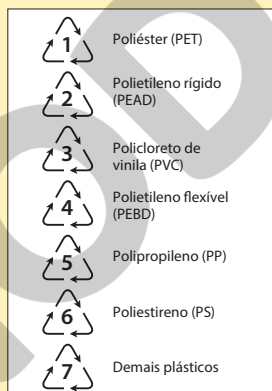 1 Poliéster (PET)
2 Polietileno rígido
(PEAD)
3 Policloreto de
vinila (PVC)
4 Polietileno flexível
(PEBD)
5 Polipropileno (PP)
6 Poliestireno (PS)
7 Demais plásticos